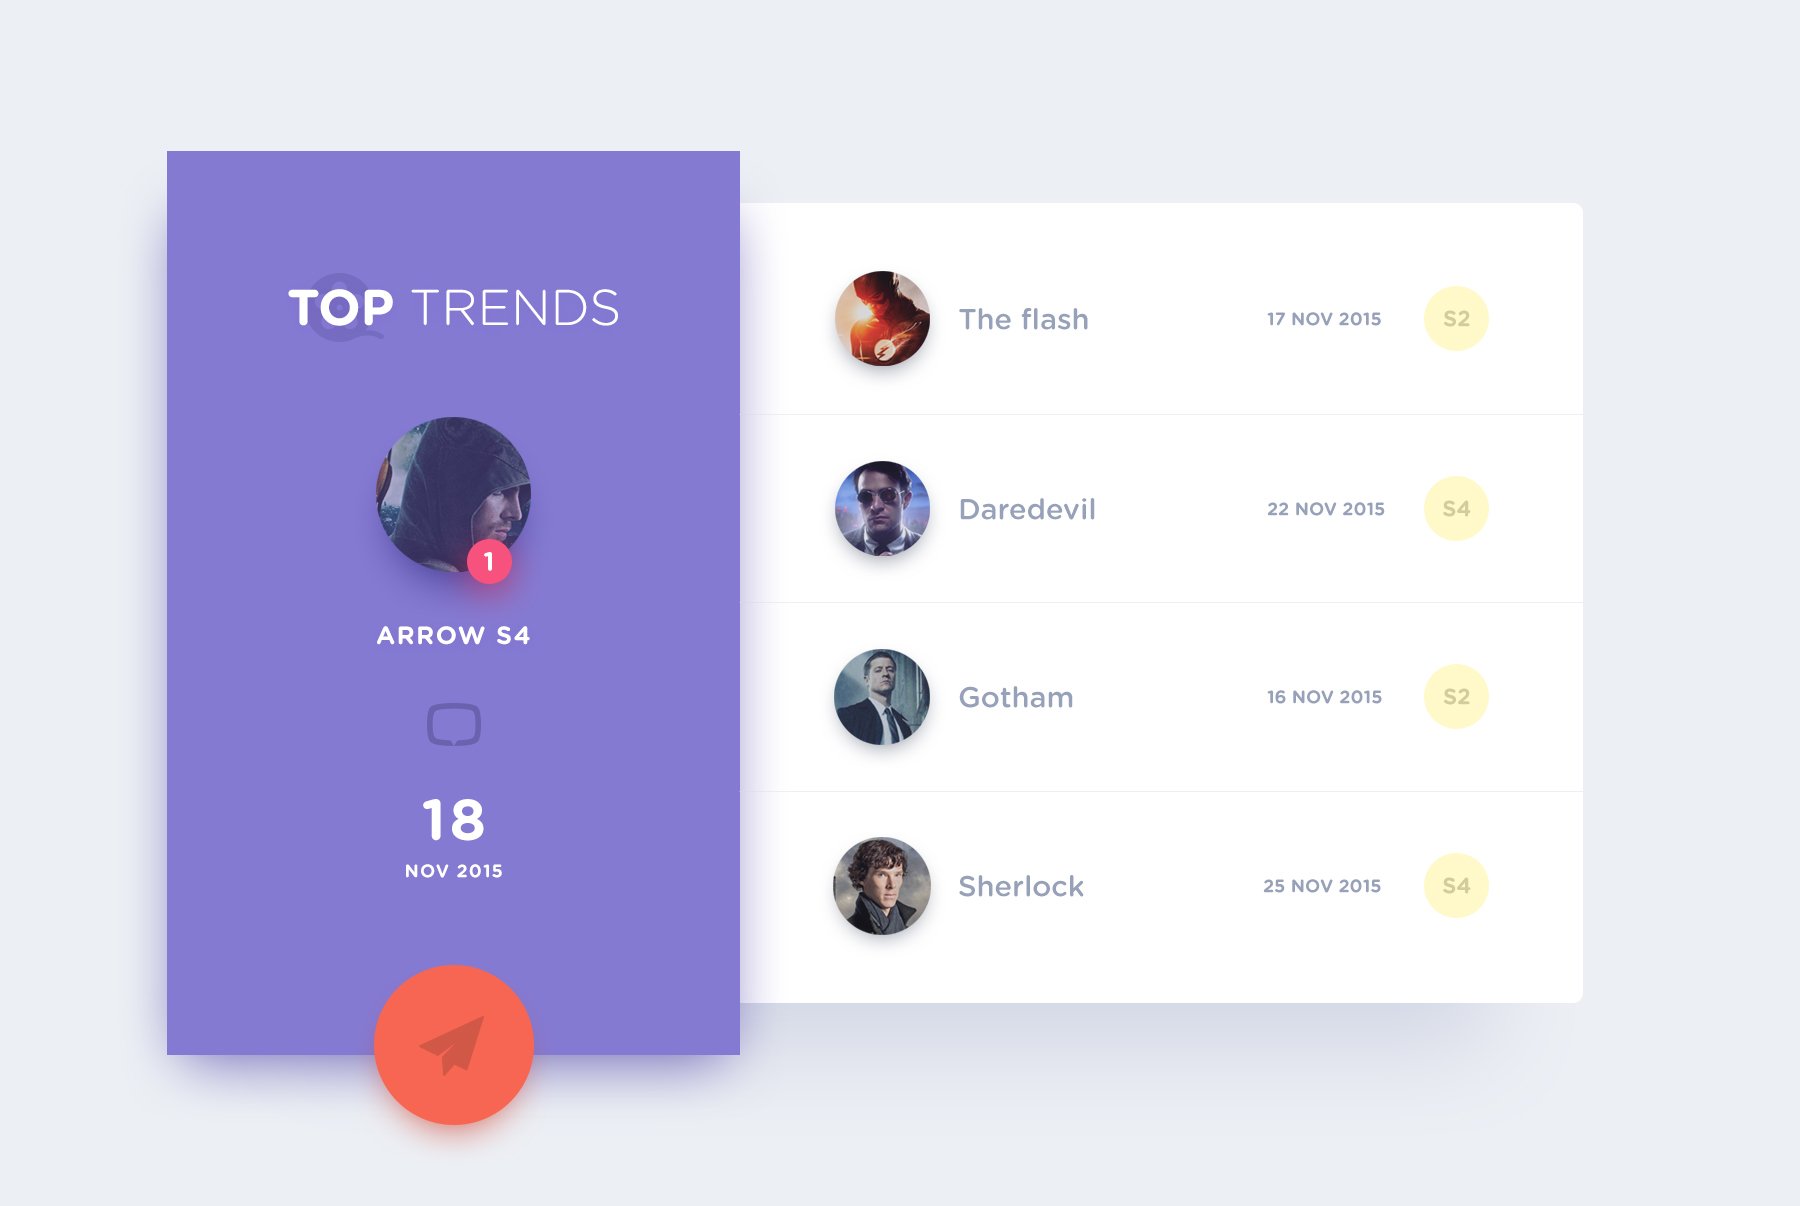 TOP TRENDS
1
ARROW S4
18
NOV 2015
The flash 17 NOV 2015 S2
Daredevil 22 NOV 2015 S4
Gotham 16 NOV 2015 S2
Sherlock 25 NOV 2015 S4